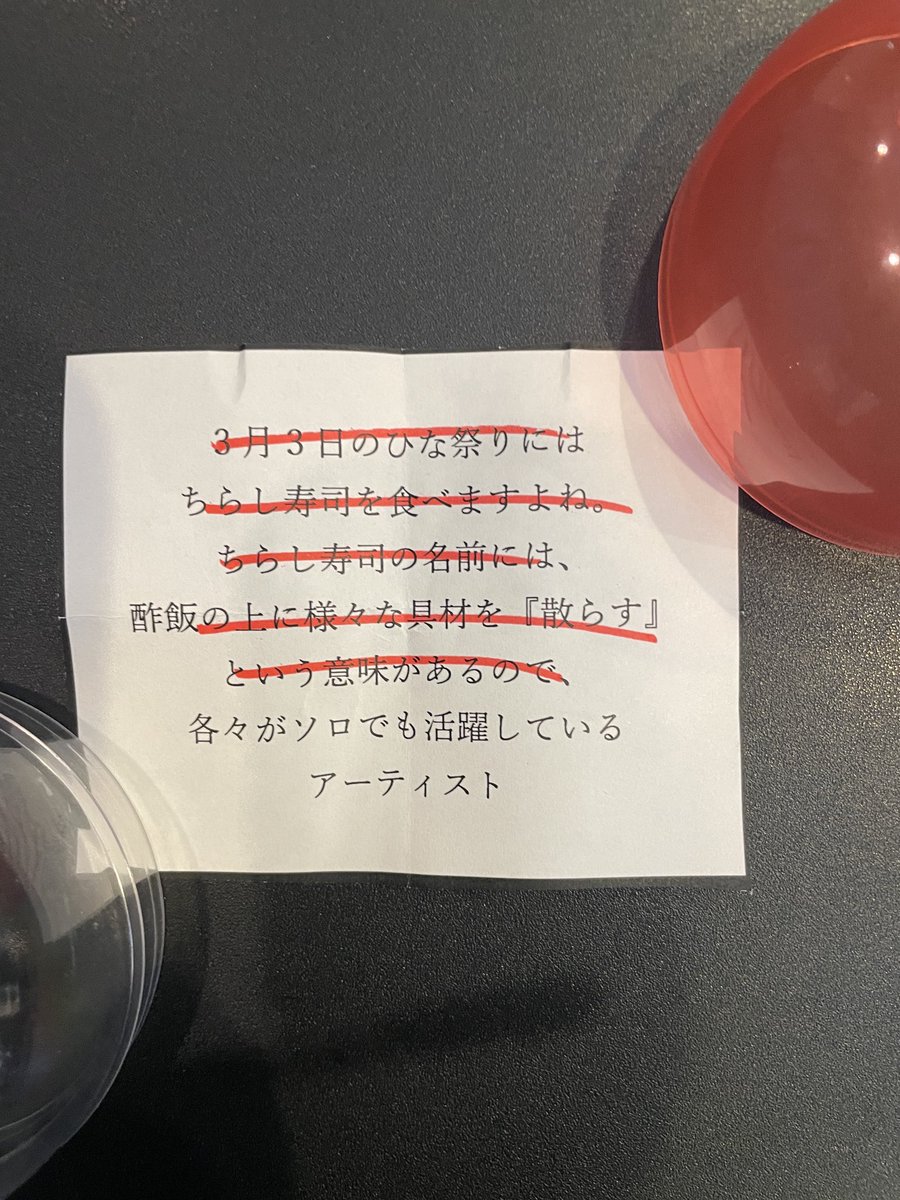 3月3日のひな祭りには
ちらし寿司を食べますよね。
ちらし寿司の名前には、
酢飯の上に様々な具材を『散らす』
という意味があるので、
各々がソロでも活躍している
アーティスト